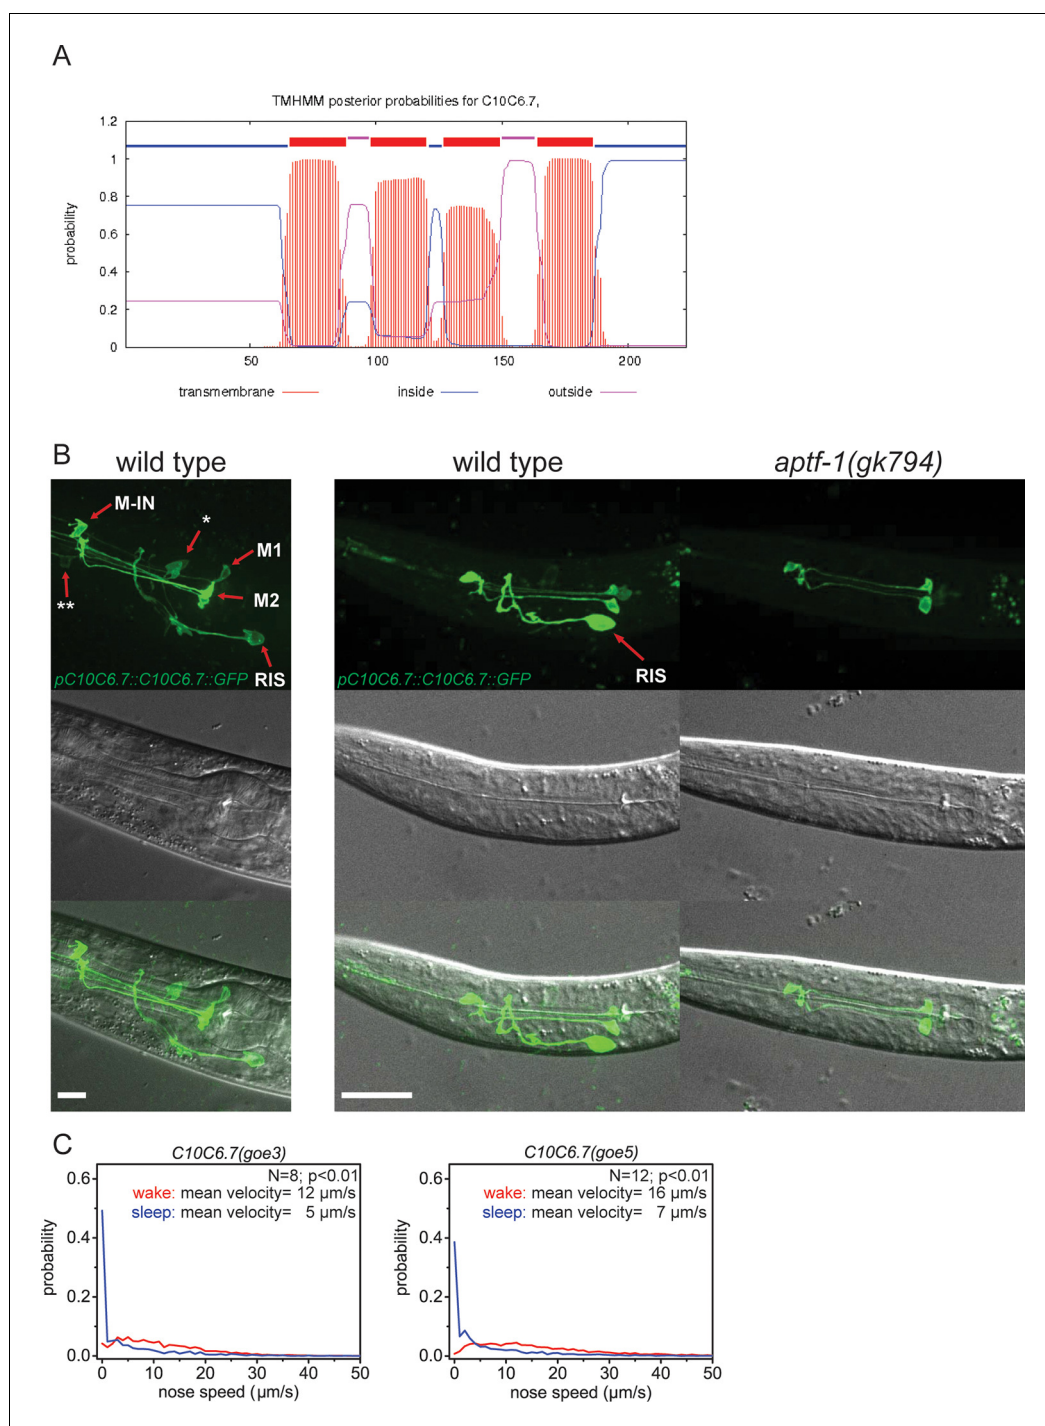 A
TMHMM posterior probabilities for C10C6.7,
1.2
1
0.8
0.6
0.4
0.2
0
probability
50
100
150
200
transmembrane
inside
outside
B
wild type
wild type
aptf-1(gk794)
M-IN
*
M1
M2
**
RIS
pC10C6.7::C10C6.7::GFP
RIS
pC10C6.7::C10C6.7::GFP
C
C10C6.7(goe3)
N=8; p<0.01
wake: mean velocity= 12 µm/s
sleep: mean velocity= 5 µm/s
0.6
0.4
0.2
0.0
probability
0 10 20 30 40 50
nose speed (µm/s)
C10C6.7(goe5)
N=12; p<0.01
wake: mean velocity= 16 µm/s
sleep: mean velocity= 7 µm/s
0.6
0.4
0.2
0.0
probability
0 10 20 30 40 50
nose speed (µm/s)